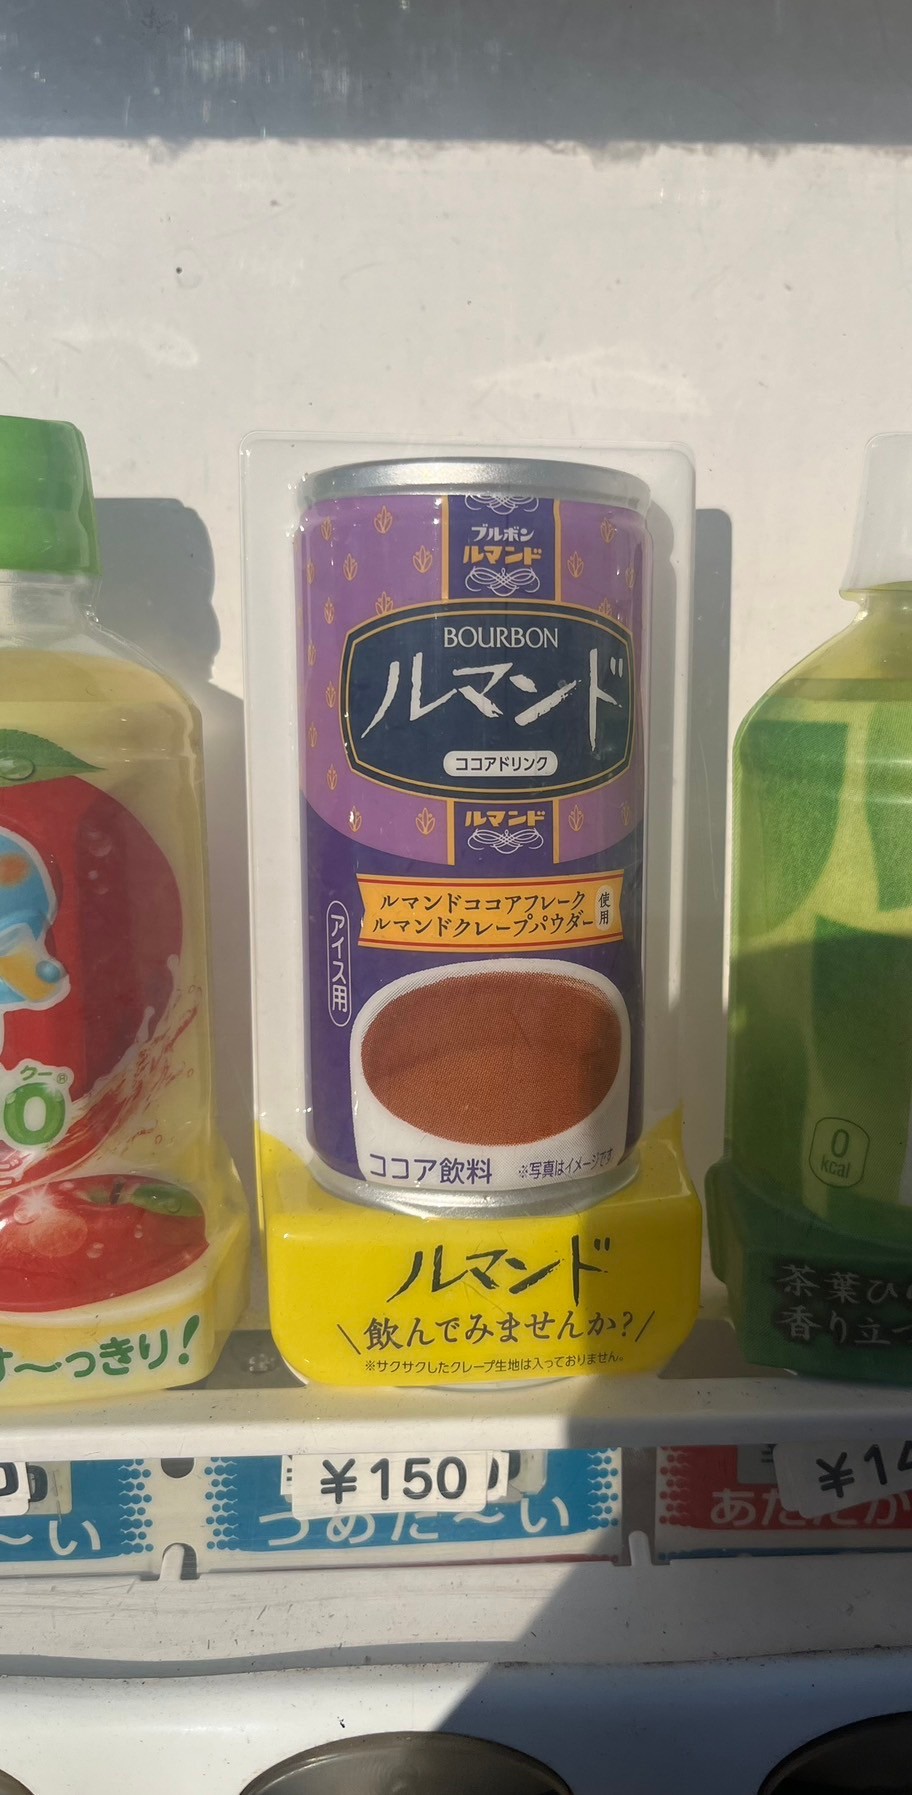 ブルボン
ルマンド
BOURBON
ルマンド
ココアドリンク
ルマンド
ルマンドココアフレーク
ルマンドクレープパウダー
使用
アイス用
ココア飲料
※写真はイメージです
ルマンド
\飲んでみませんか?/
※サクサクしたクレープ生地は入っておりません。
クー®
0
kcal
茶葉ひ
香り立つ
す〜っきり!
¥150
つめた〜い
〜い
¥14
あたたか